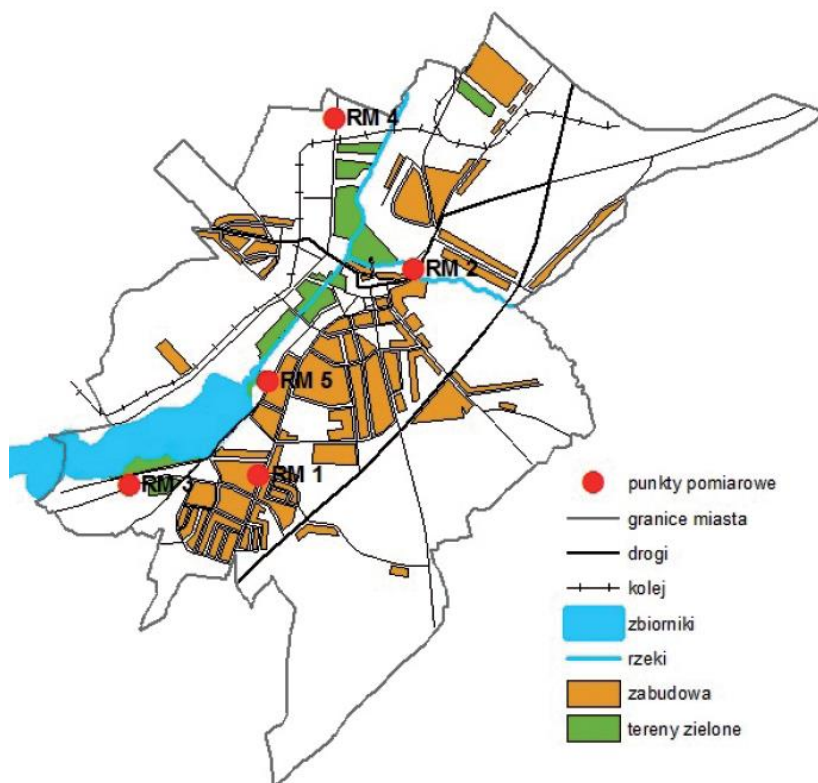 RM 4
RM 2
RM 5
RM 1
RM 3
punkty pomiarowe
granice miasta
drogi
kolej
zbiorniki
rzeki
zabudowa
tereny zielone